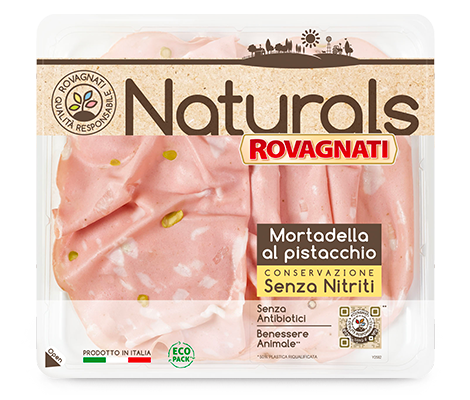 ROVAGNATI
QUALITÀ RESPONSABILE
Naturals
ROVAGNATI
Mortadella
al pistacchio
CONSERVAZIONE
Senza Nitriti
Senza
Antibiotici
Benessere
Animale**
Open
PRODOTTO IN ITALIA
ECO
PACK